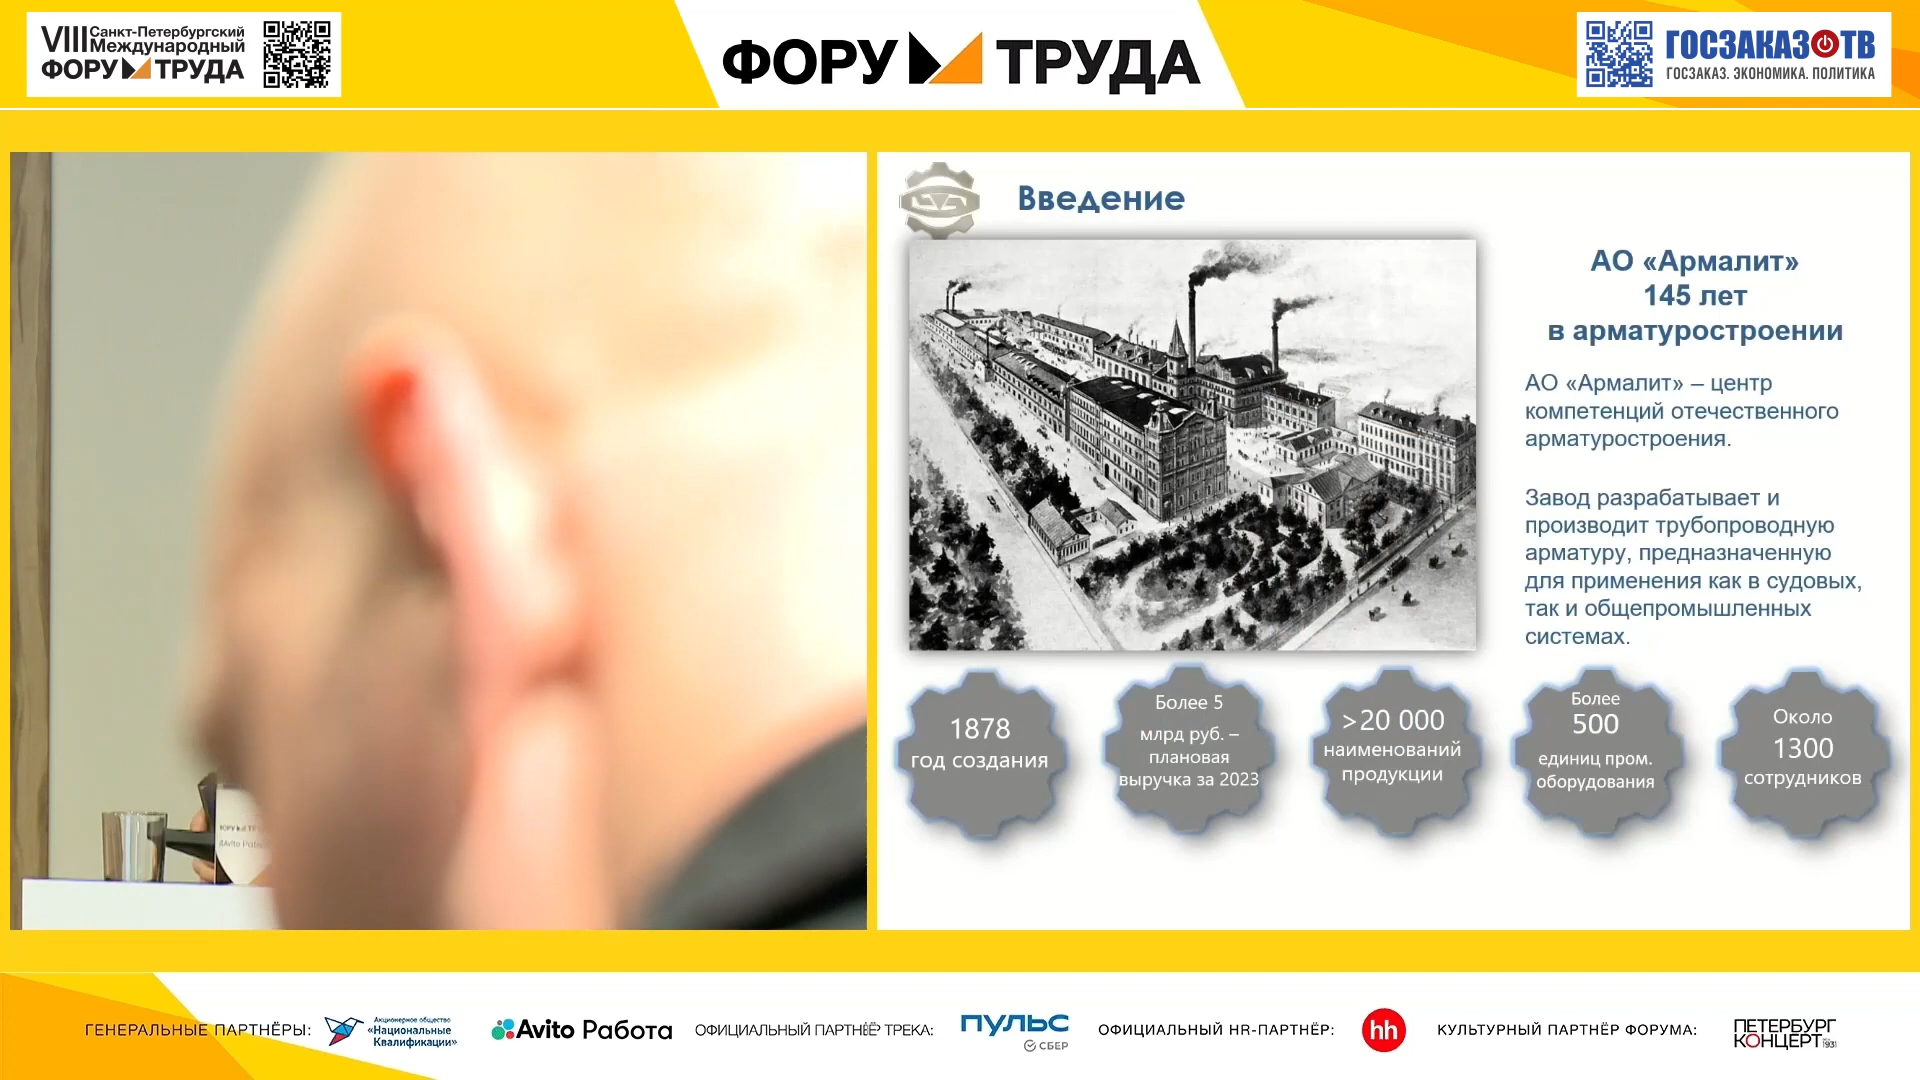 VIII Санкт-Петербургский
Международный
ФОРУМ ТРУДА
ФОРУМ ТРУДА
ГОСЗАКАЗ ТВ
ГОСЗАКАЗ. ЭКОНОМИКА. ПОЛИТИКА
Avito Работа
Введение
АО «Армалит»
145 лет
в арматуростроении
АО «Армалит» – центр
компетенций отечественного
арматуростроения.
Завод разрабатывает и
производит трубопроводную
арматуру, предназначенную
для применения как в судовых,
так и общепромышленных
системах.
1878
год создания
Более 5
млрд руб. –
плановая
выручка за 2023
>20 000
наименований
продукции
Более
500
единиц пром.
оборудования
Около
1300
сотрудников
ГЕНЕРАЛЬНЫЕ ПАРТНЁРЫ:
Акционерное общество
«Национальные
Квалификации»
Avito Работа
ОФИЦИАЛЬНЫЙ ПАРТНЁР ТРЕКА:
ПУЛЬС
СБЕР
ОФИЦИАЛЬНЫЙ HR-ПАРТНЁР:
hh
КУЛЬТУРНЫЙ ПАРТНЁР ФОРУМА:
ПЕТЕРБУРГ
КОНЦЕРТ 1931